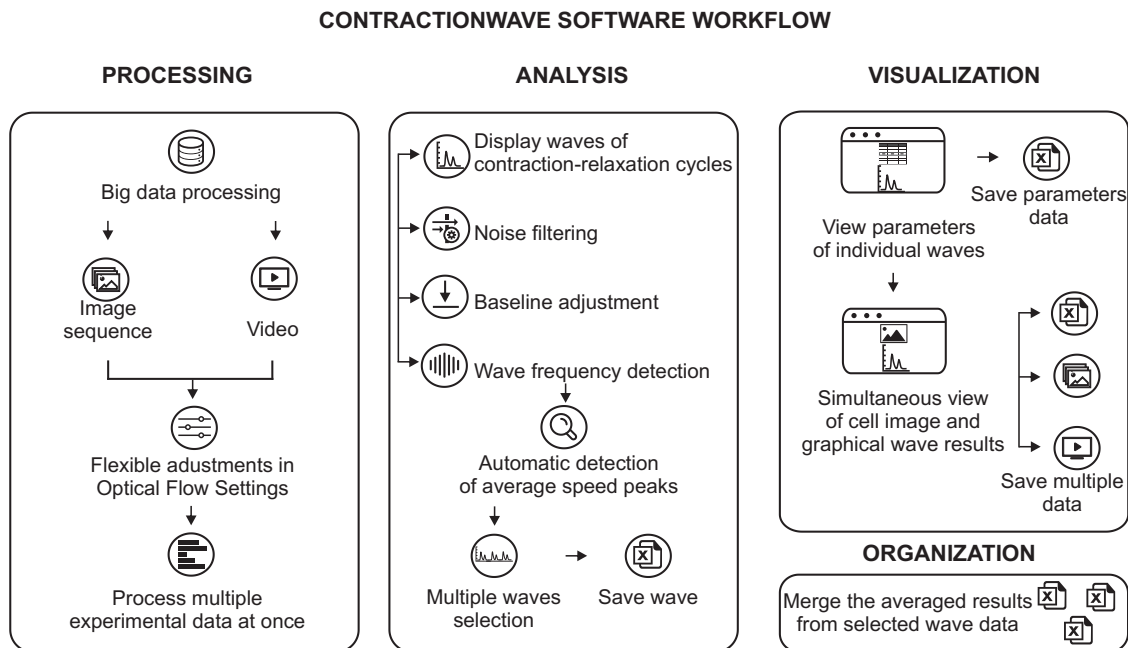 CONTRACTIONWAVE SOFTWARE WORKFLOW
PROCESSING
Big data processing
Image
sequence
Video
Flexible adustments in
Optical Flow Settings
Process multiple
experimental data at once
ANALYSIS
Display waves of
contraction-relaxation cycles
Noise filtering
Baseline adjustment
Wave frequency detection
Automatic detection
of average speed peaks
Multiple waves
selection
Save wave
VISUALIZATION
View parameters
of individual waves
Save parameters
data
Simultaneous view
of cell image and
graphical wave results
Save multiple
data
ORGANIZATION
Merge the averaged results
from selected wave data